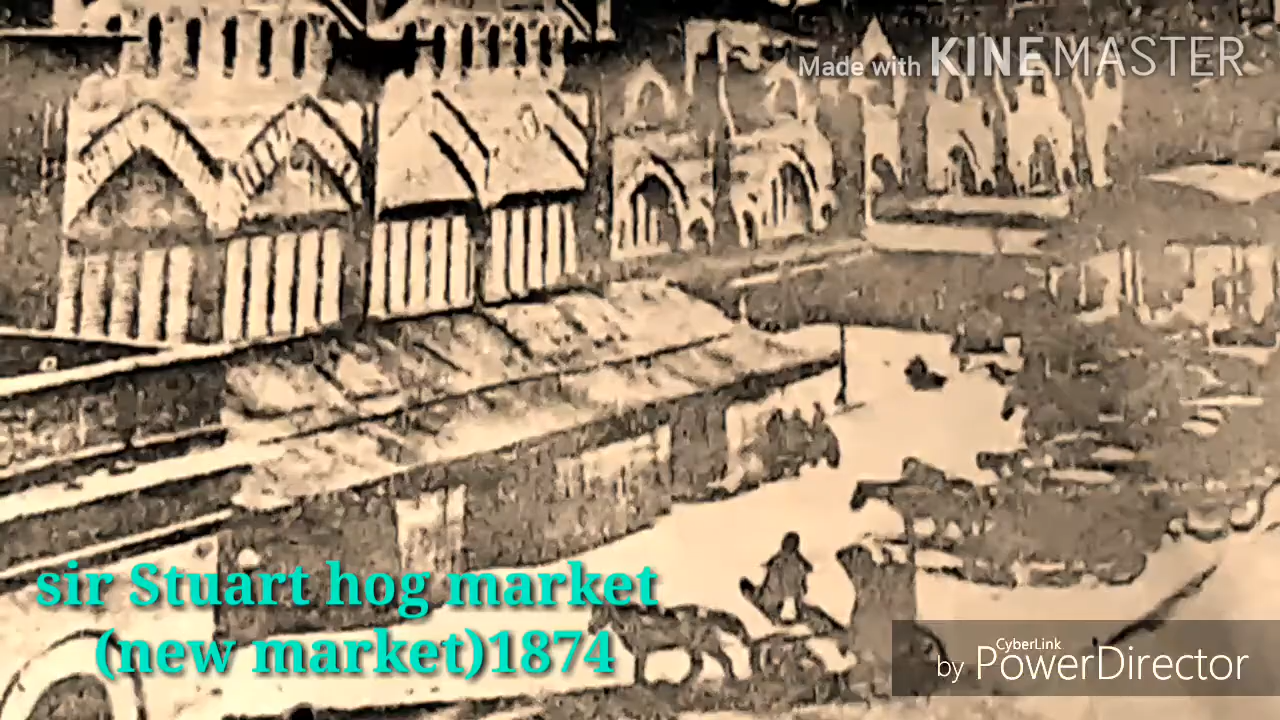 Made with KINEMASTER
sir Stuart hog market
(new market)1874
CyberLink
by PowerDirector